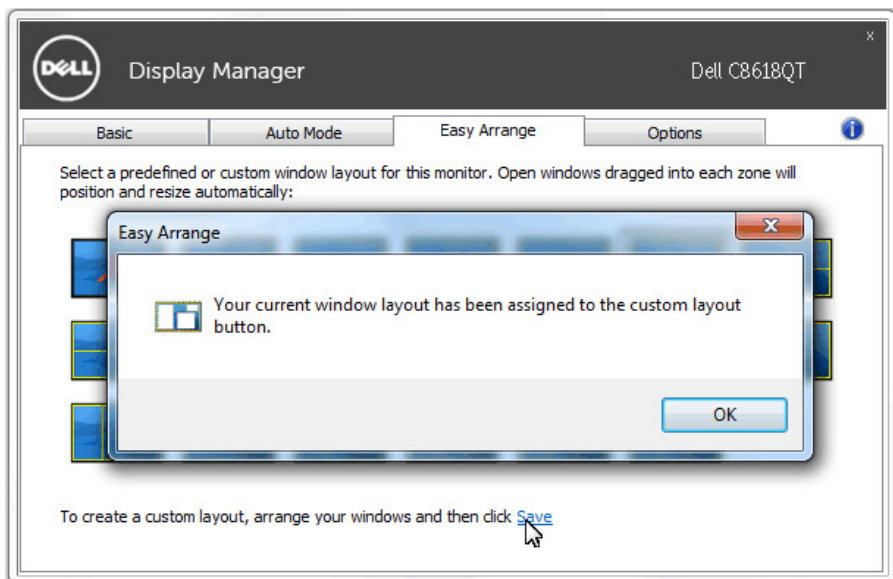 DELL
Display Manager
Dell C8618QT
x
Basic
Auto Mode
Easy Arrange
Options
i
Select a predefined or custom window layout for this monitor. Open windows dragged into each zone will
position and resize automatically:
Easy Arrange
x
Your current window layout has been assigned to the custom layout
button.
OK
To create a custom layout, arrange your windows and then click Save